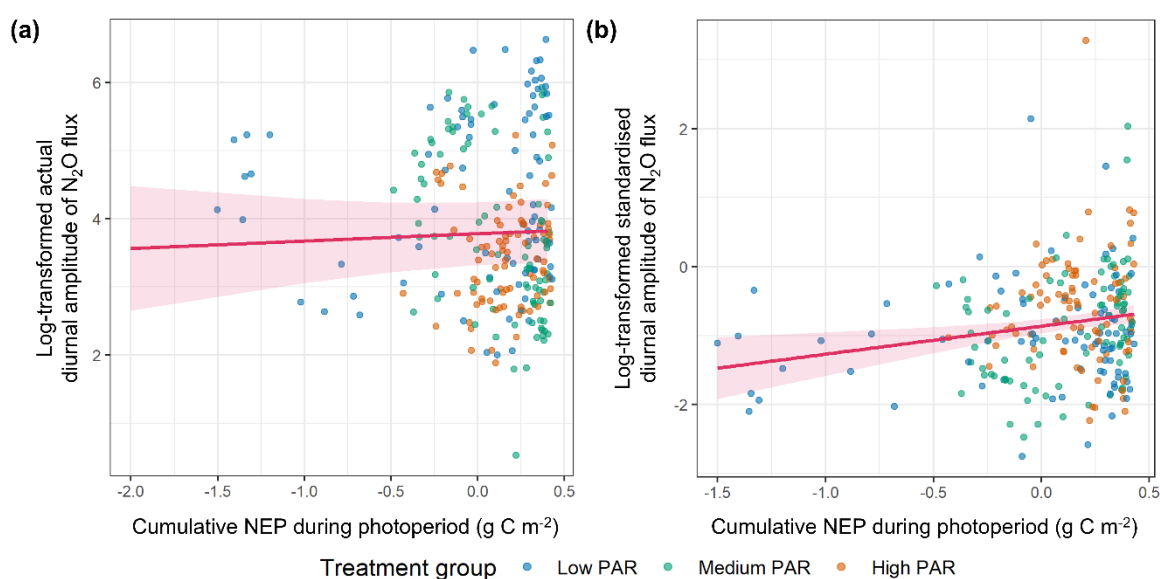 (a)
Log-transformed actual
diurnal amplitude of N₂O flux
6
4
2
-2.0 -1.5 -1.0 -0.5 0.0 0.5
Cumulative NEP during photoperiod (g C m⁻²)
(b)
Log-transformed standardised
diurnal amplitude of N₂O flux
2
0
-2
-1.5 -1.0 -0.5 0.0 0.5
Cumulative NEP during photoperiod (g C m⁻²)
Treatment group Low PAR Medium PAR High PAR